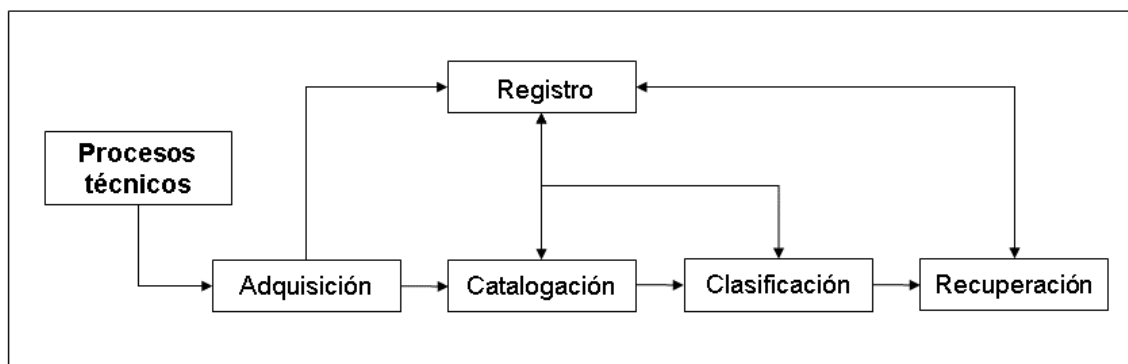 Registro
Procesos
técnicos
Adquisición
Catalogación
Clasificación
Recuperación